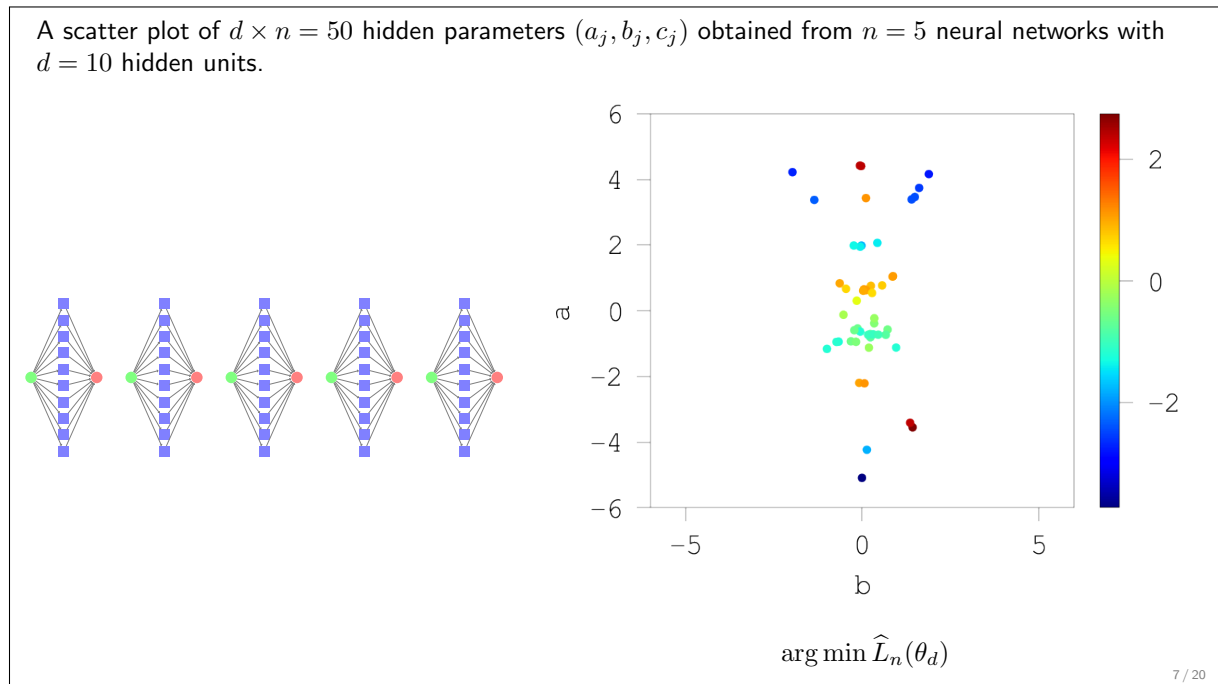 A scatter plot of d × n = 50 hidden parameters (a_j, b_j, c_j) obtained from n = 5 neural networks with
d = 10 hidden units.
6
4
2
0
−2
−4
−6
a
−5 0 5
b
2
0
−2
arg min L̂_n(θ_d)
7 / 20